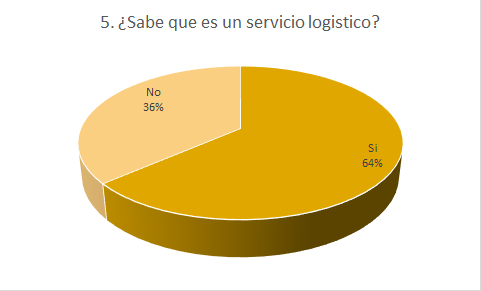 5. ¿Sabe que es un servicio logistico?
No
36%
Si
64%